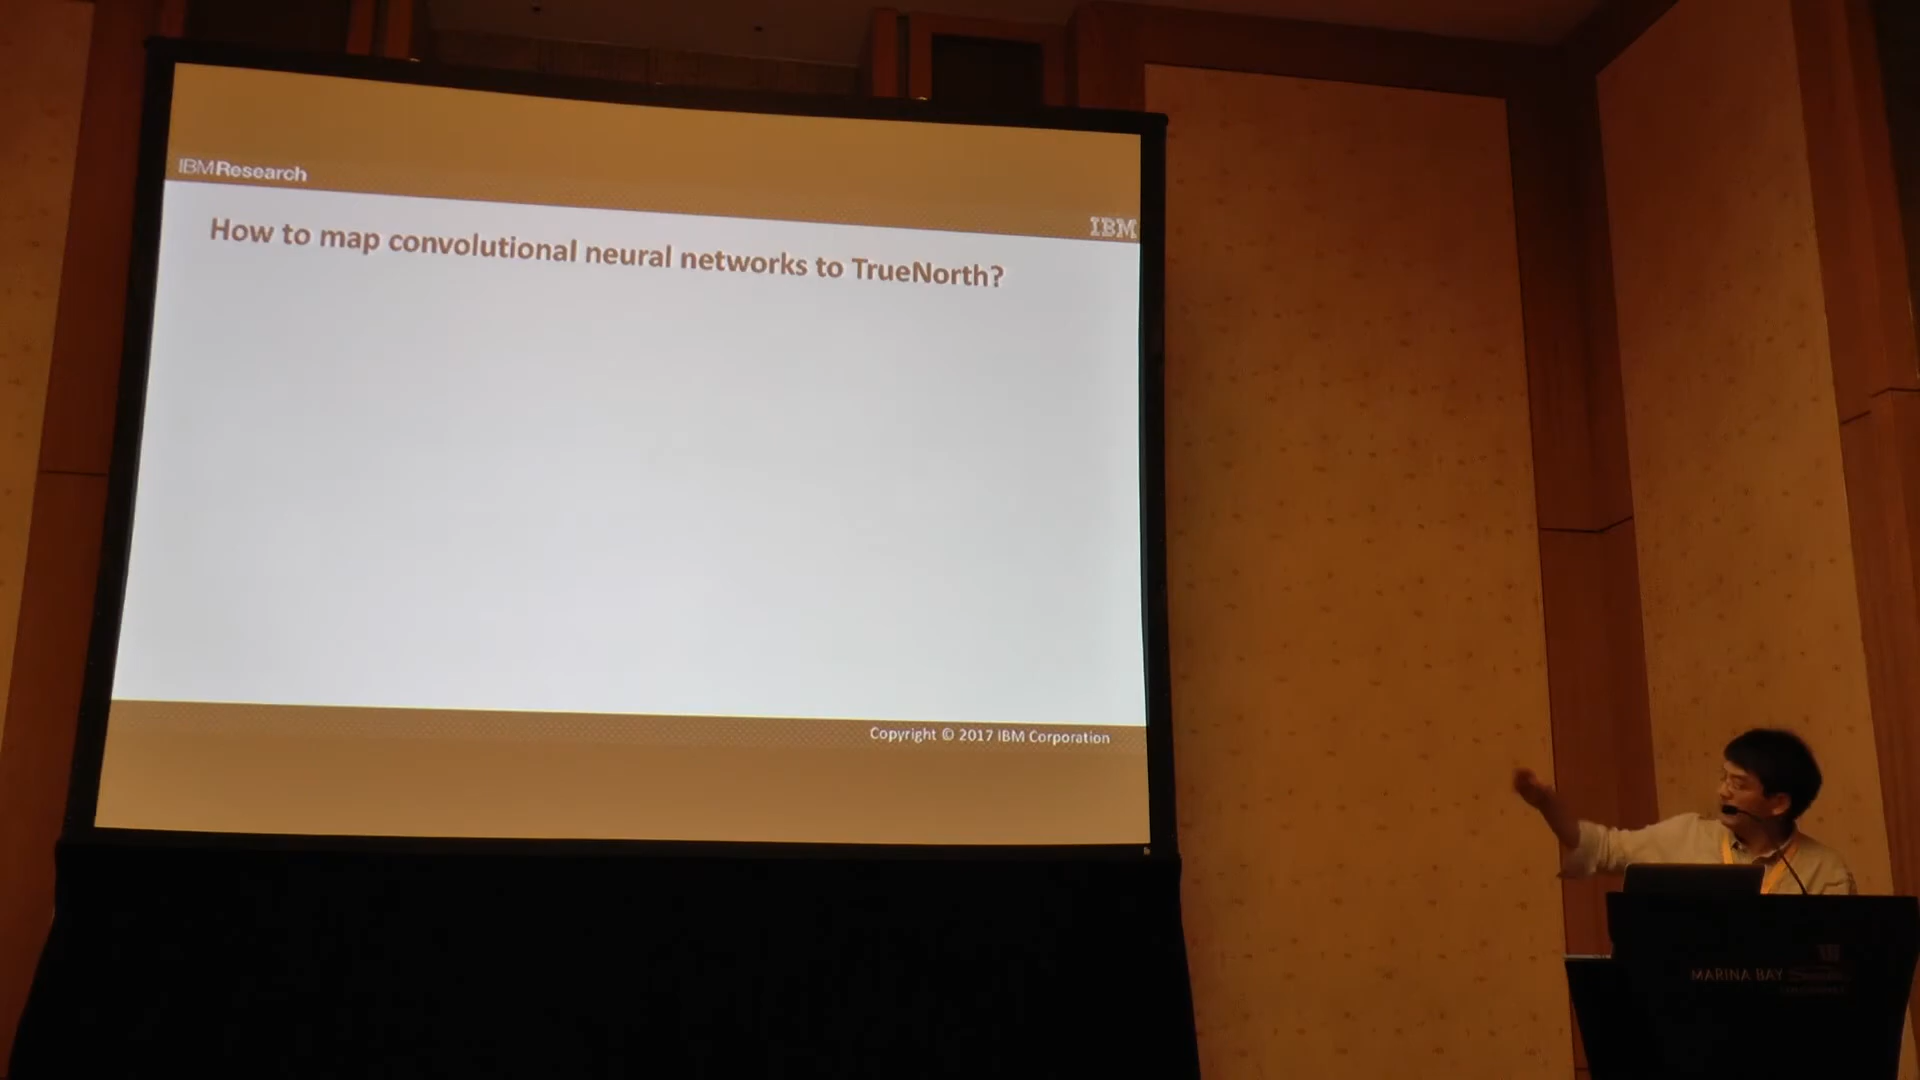 IBM Research
IBM
How to map convolutional neural networks to TrueNorth?
Copyright © 2017 IBM Corporation
MARINA BAY